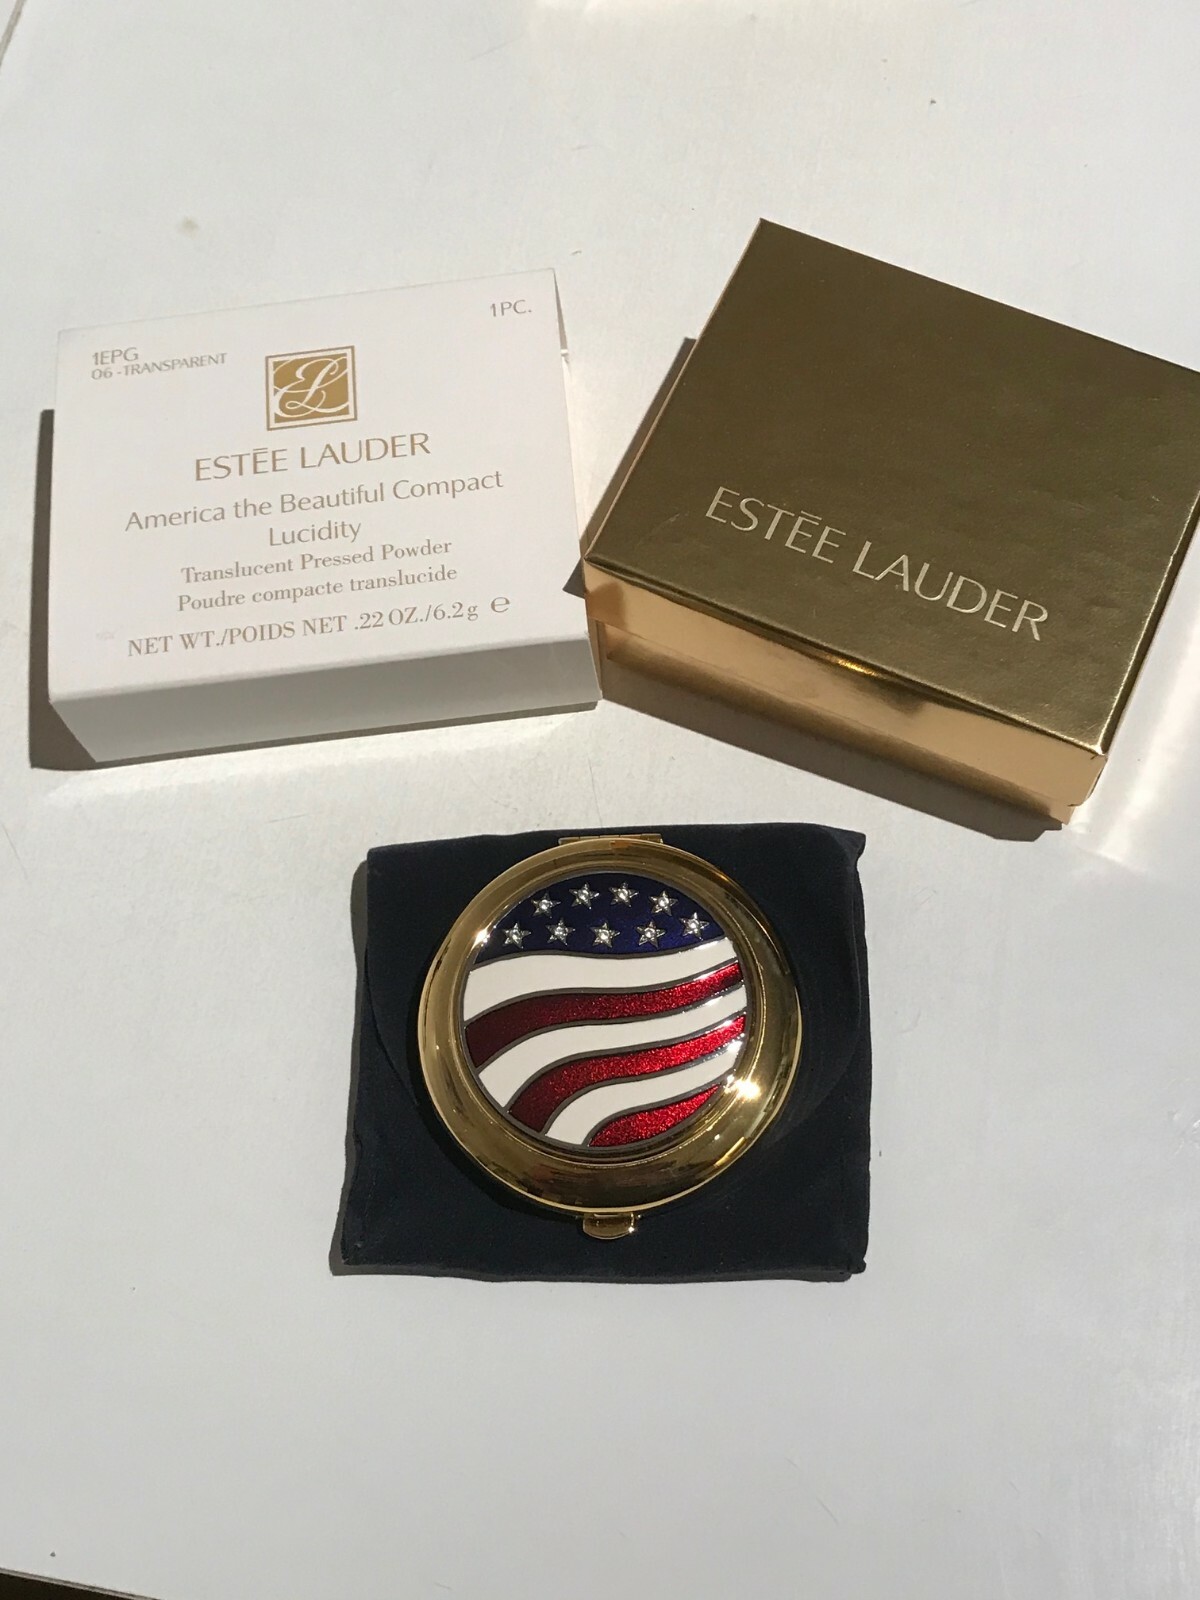 1EPG
06-TRANSPARENT
1PC.
EL
ESTĒE LAUDER
America the Beautiful Compact
Lucidity
Translucent Pressed Powder
Poudre compacte translucide
NET WT./POIDS NET .22 OZ./6.2g ℮
ESTĒE LAUDER